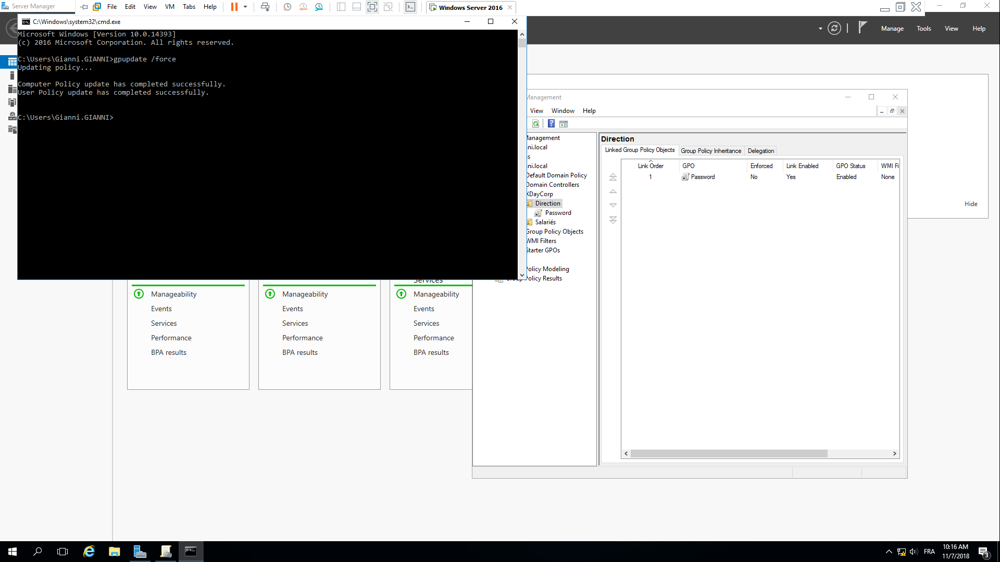 Server Manager
File Edit View VM Tabs Help
Windows Server 2016
C:\Windows\system32\cmd.exe
Manage Tools View Help
Microsoft Windows [Version 10.0.14393]
(c) 2016 Microsoft Corporation. All rights reserved.
C:\Users\Gianni.GIANNI>gpupdate /force
Updating policy...
Computer Policy update has completed successfully.
User Policy update has completed successfully.
C:\Users\Gianni.GIANNI>
Management
View Window Help
Management
ni.local
s
ni.local
Default Domain Policy
Domain Controllers
XDayCorp
Direction
Password
Salariés
Group Policy Objects
WMI Filters
Starter GPOs
Policy Modeling
Group Policy Results
Direction
Linked Group Policy Objects Group Policy Inheritance Delegation
Link Order GPO Enforced Link Enabled GPO Status WMI Fi
1 Password No Yes Enabled None
Hide
Services
Manageability
Events
Services
Performance
BPA results
Manageability
Events
Services
Performance
BPA results
Manageability
Events
Services
Performance
BPA results
FRA
10:16 AM
11/7/2018
3